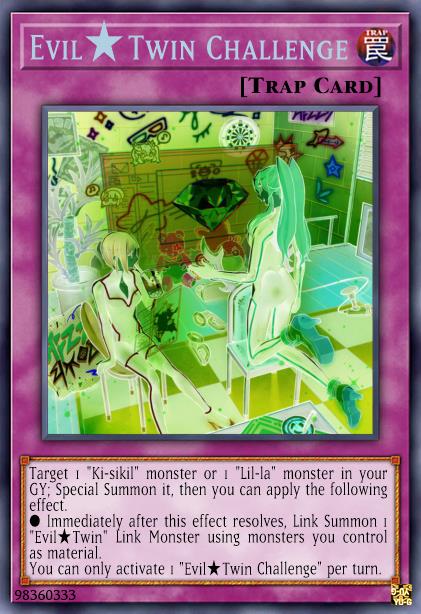 Evil★Twin Challenge
TRAP
罠
[Trap Card]
Target 1 "Ki-sikil" monster or 1 "Lil-la" monster in your
GY; Special Summon it, then you can apply the following
effect.
● Immediately after this effect resolves, Link Summon 1
"Evil★Twin" Link Monster using monsters you control
as material.
You can only activate 1 "Evil★Twin Challenge" per turn.
98360333